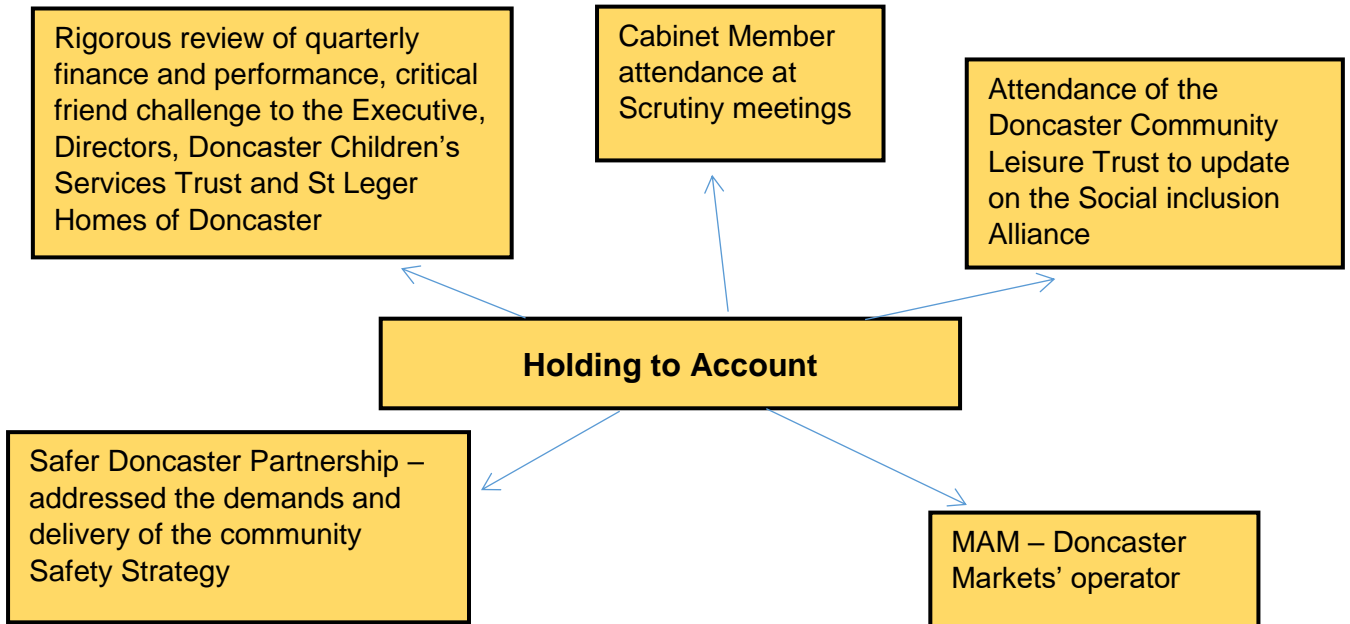 Rigorous review of quarterly
finance and performance, critical
friend challenge to the Executive,
Directors, Doncaster Children's
Services Trust and St Leger
Homes of Doncaster
Cabinet Member
attendance at
Scrutiny meetings
Attendance of the
Doncaster Community
Leisure Trust to update
on the Social inclusion
Alliance
Holding to Account
Safer Doncaster Partnership –
addressed the demands and
delivery of the community
Safety Strategy
MAM – Doncaster
Markets' operator